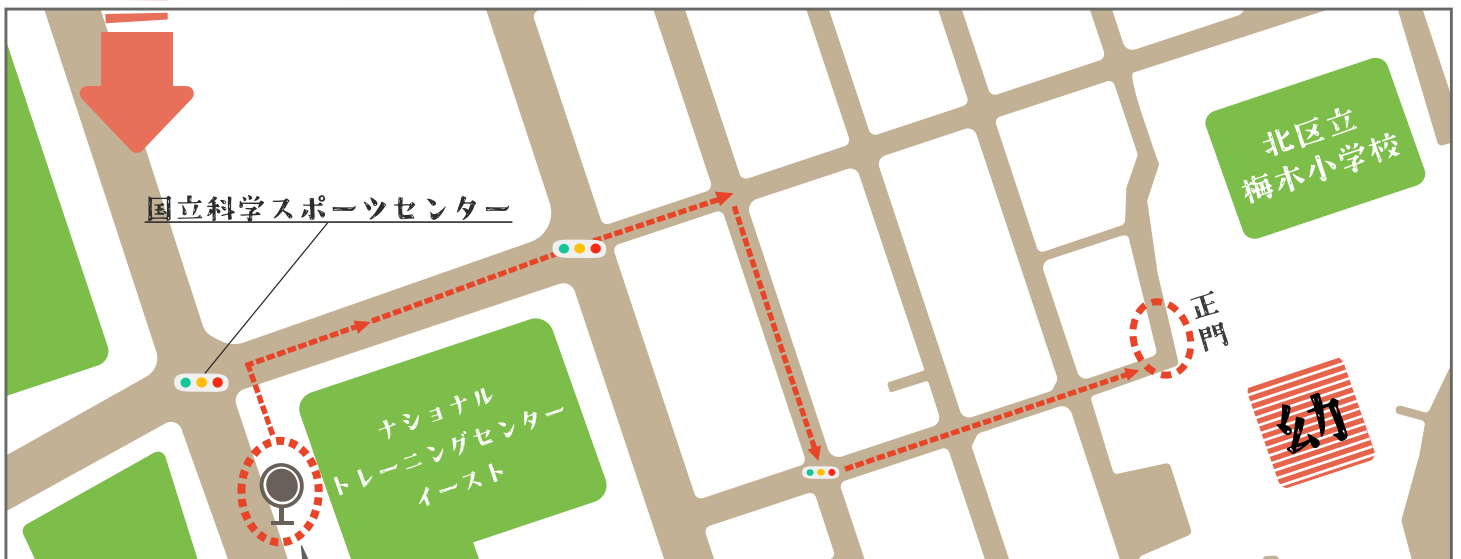 国立科学スポーツセンター
北区立
梅木小学校
正門
ナショナル
トレーニングセンター
イースト
幼